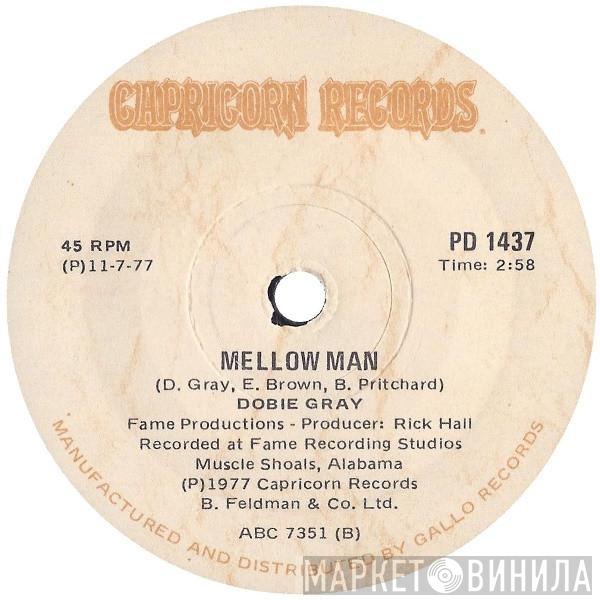 CAPRICORN RECORDS
45 RPM
(P)11-7-77
PD 1437
Time: 2:58
MELLOW MAN
(D. Gray, E. Brown, B. Pritchard)
DOBIE GRAY
Fame Productions - Producer: Rick Hall
Recorded at Fame Recording Studios
Muscle Shoals, Alabama
(P)1977 Capricorn Records
B. Feldman & Co. Ltd.
ABC 7351 (B)
MANUFACTURED AND DISTRIBUTED BY GALLO RECORDS
МАРКЕТ ВИНИЛА